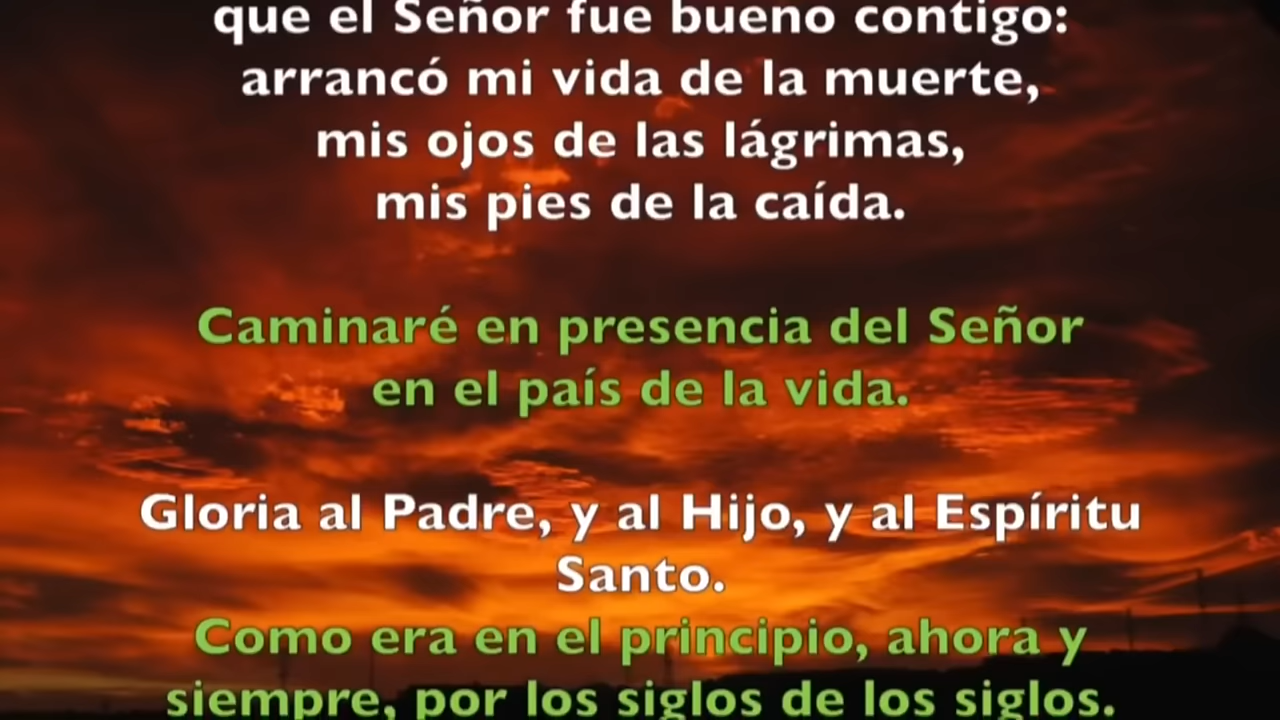 que el Señor fue bueno contigo:
arrancó mi vida de la muerte,
mis ojos de las lágrimas,
mis pies de la caída.
Caminaré en presencia del Señor
en el país de la vida.
Gloria al Padre, y al Hijo, y al Espíritu
Santo.
Como era en el principio, ahora y
siempre, por los siglos de los siglos.